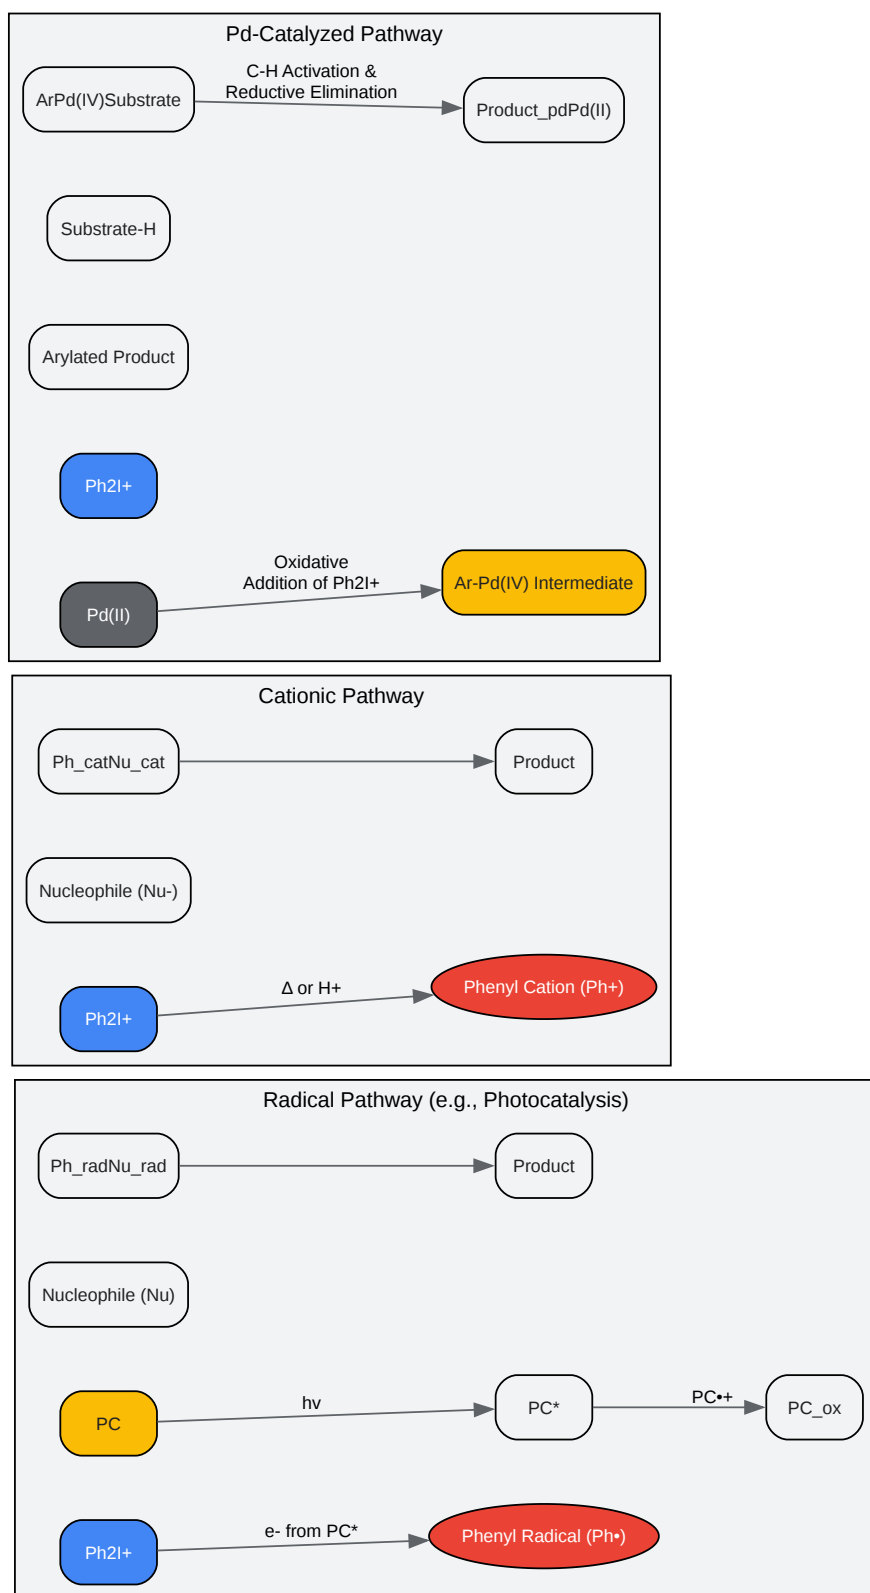 Pd-Catalyzed Pathway
ArPd(IV)Substrate
C-H Activation &
Reductive Elimination
Product_pdPd(II)
Substrate-H
Arylated Product
Ph2I+
Pd(II)
Oxidative
Addition of Ph2I+
Ar-Pd(IV) Intermediate
Cationic Pathway
Ph_catNu_cat
Product
Nucleophile (Nu-)
Ph2I+
Δ or H+
Phenyl Cation (Ph+)
Radical Pathway (e.g., Photocatalysis)
Ph_radNu_rad
Product
Nucleophile (Nu)
PC
hv
PC*
PC•+
PC_ox
Ph2I+
e- from PC*
Phenyl Radical (Ph•)